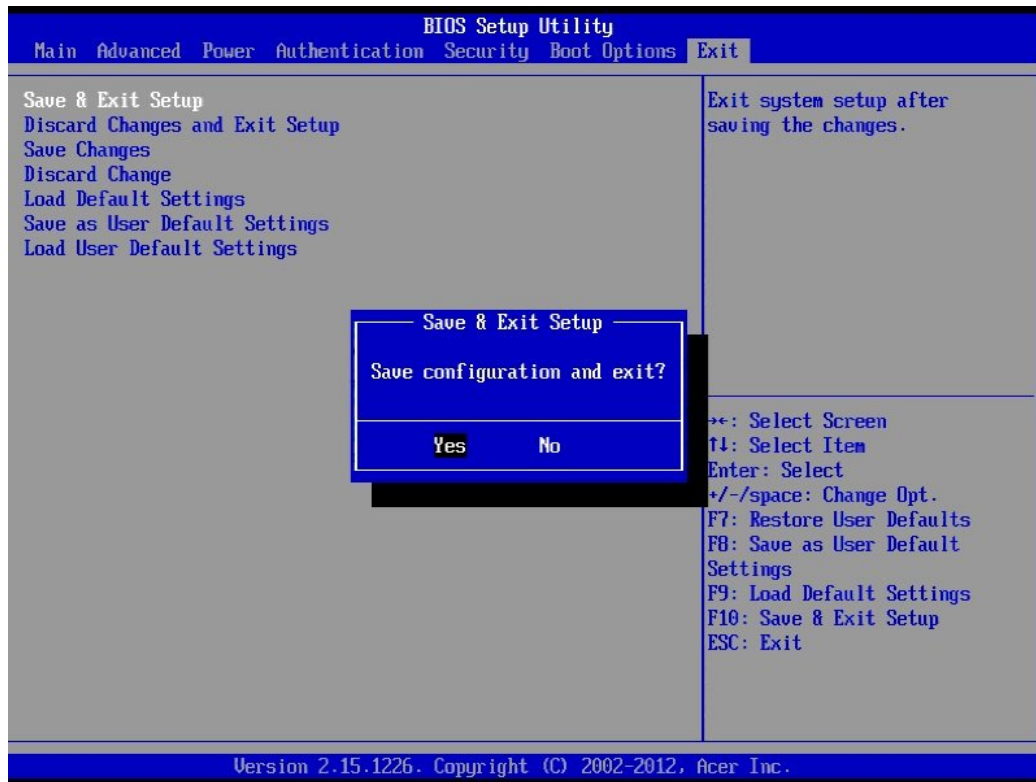 BIOS Setup Utility
Main Advanced Power Authentication Security Boot Options Exit
Save & Exit Setup
Discard Changes and Exit Setup
Save Changes
Discard Change
Load Default Settings
Save as User Default Settings
Load User Default Settings
Exit system setup after
saving the changes.
Save & Exit Setup
Save configuration and exit?
Yes No
→←: Select Screen
↑↓: Select Item
Enter: Select
+/-/space: Change Opt.
F7: Restore User Defaults
F8: Save as User Default
Settings
F9: Load Default Settings
F10: Save & Exit Setup
ESC: Exit
Version 2.15.1226. Copyright (C) 2002-2012, Acer Inc.